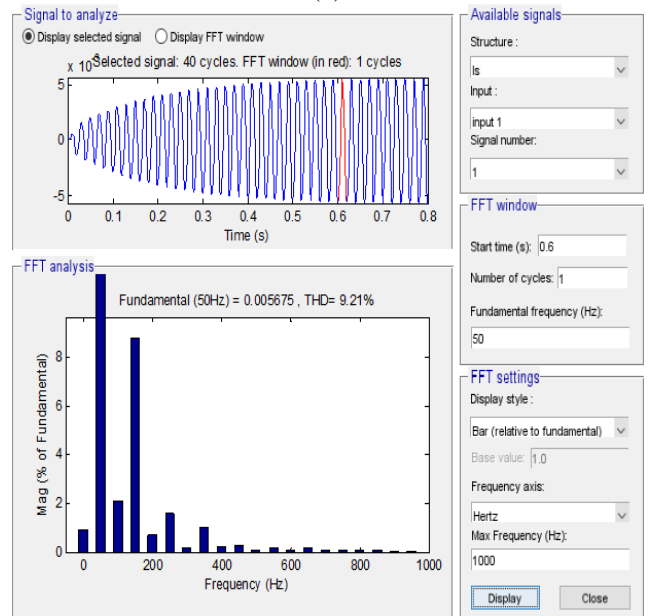 Signal to analyze
Display selected signal Display FFT window
x 10
Selected signal: 40 cycles. FFT window (in red): 1 cycles
5
0
-5
0 0.1 0.2 0.3 0.4 0.5 0.6 0.7 0.8
Time (s)
FFT analysis
Fundamental (50Hz) = 0.005675 , THD= 9.21%
8
6
4
2
0
Mag (% of Fundamental)
0 200 400 600 800 1000
Frequency (Hz)
Available signals
Structure :
Is
Input :
input 1
Signal number:
1
FFT window
Start time (s): 0.6
Number of cycles: 1
Fundamental frequency (Hz):
50
FFT settings
Display style :
Bar (relative to fundamental)
Base value: 1.0
Frequency axis:
Hertz
Max Frequency (Hz):
1000
Display Close